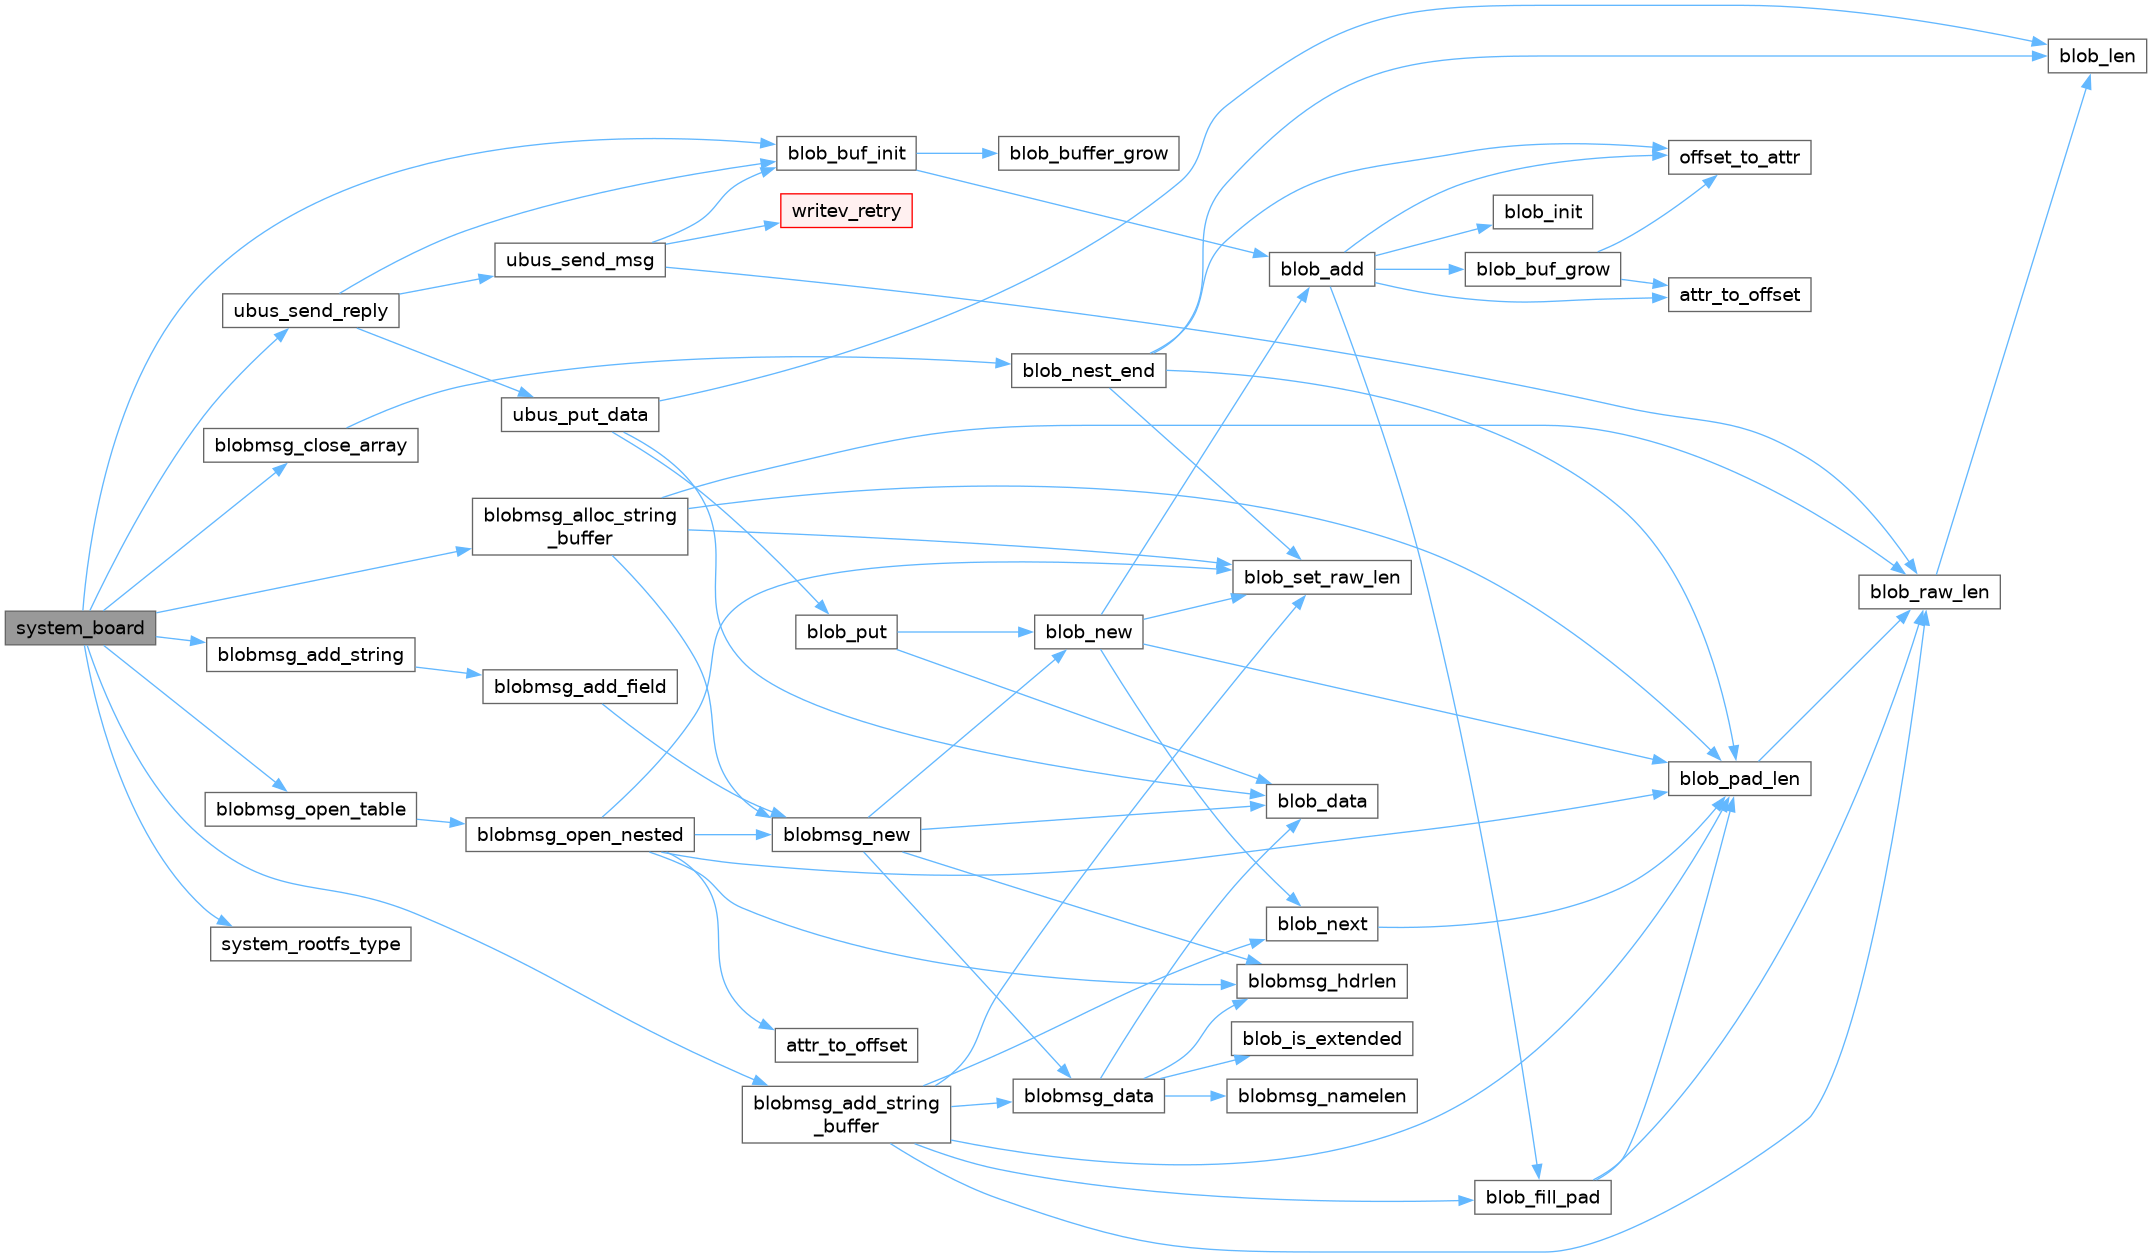 blob_len
blob_buf_init
blob_buffer_grow
offset_to_attr
writev_retry
blob_init
ubus_send_msg
blob_add
blob_buf_grow
attr_to_offset
ubus_send_reply
blob_nest_end
ubus_put_data
blobmsg_close_array
blobmsg_alloc_string
_buffer
blob_set_raw_len
blob_raw_len
system_board
blob_put
blob_new
blobmsg_add_string
blobmsg_add_field
blob_pad_len
blobmsg_open_table
blob_data
blobmsg_open_nested
blobmsg_new
blob_next
system_rootfs_type
blobmsg_hdrlen
blob_is_extended
attr_to_offset
blobmsg_data
blobmsg_namelen
blobmsg_add_string
_buffer
blob_fill_pad